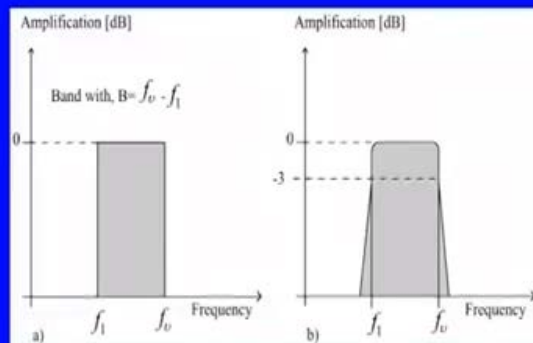 Amplification [dB]
Band with, B= fυ - f1
0
Frequency
f1
fυ
a)
Amplification [dB]
0
-3
Frequency
f1
fυ
b)